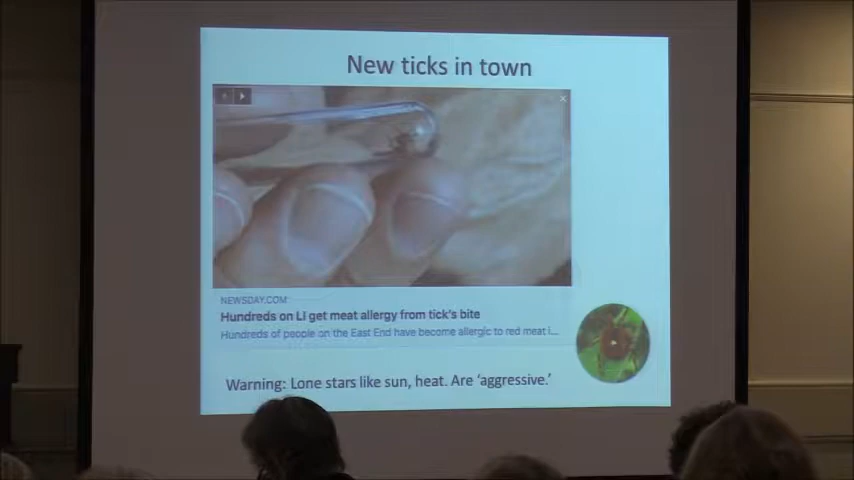 New ticks in town
NEWSDAY.COM
Hundreds on LI get meat allergy from tick's bite
Hundreds of people on the East End have become allergic to red meat i...
Warning: Lone stars like sun, heat. Are ‘aggressive.’